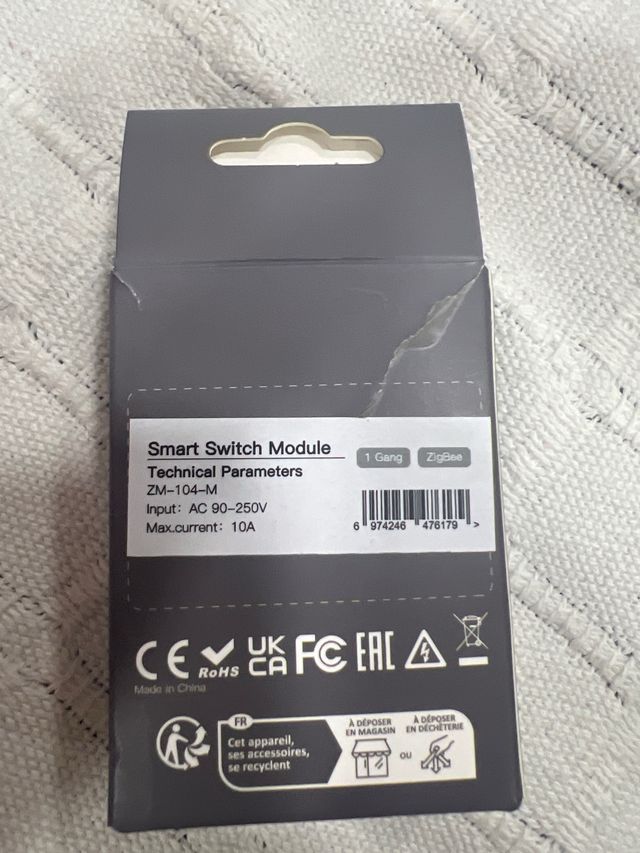 Smart Switch Module
1 Gang
ZigBee
Technical Parameters
ZM-104-M
Input: AC 90-250V
Max.current: 10A
6 974246 476179 >
CE
RoHS
UK
CA
FC
EAC
Made in China
FR
Cet appareil,
ses accessoires,
se recyclent
À DÉPOSER
EN MAGASIN
OU
À DÉPOSER
EN DÉCHÈTERIE